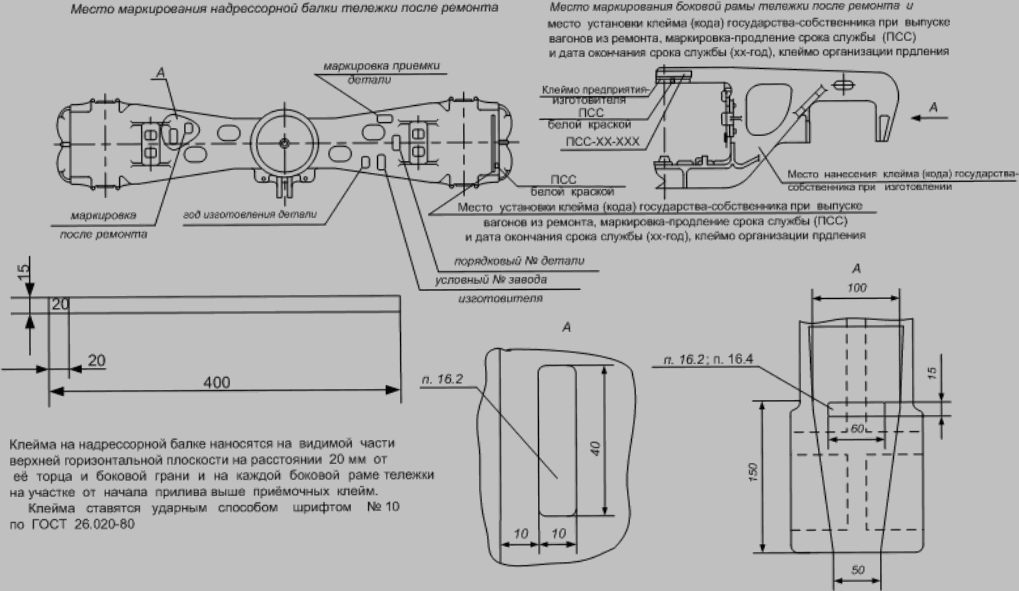 Место маркирования надрессорной балки тележки после ремонта
Место маркирования боковой рамы тележки после ремонта и
место установки клейма (кода) государства-собственника при выпуске
вагонов из ремонта, маркировка-продление срока службы (ПСС)
и дата окончания срока службы (хх-год), клеймо организации прдления
A
маркировка приемки
детали
маркировка
после ремонта
год изготовления детали
ПСС
белой краской
Место установки клейма (кода) государства-собственника при выпуске
вагонов из ремонта, маркировка-продление срока службы (ПСС)
и дата окончания срока службы (хх-год), клеймо организации прдления
порядковый № детали
условный № завода
изготовителя
Клеймо предприятия-
изготовителя
ПСС
белой краской
ПСС-ХХ-ХХХ
A
Место нанесения клейма (кода) государства-
собственника при изготовлении
15
20
20
400
Клейма на надрессорной балке наносятся на видимой части
верхней горизонтальной плоскости на расстоянии 20 мм от
её торца и боковой грани и на каждой боковой раме тележки
на участке от начала прилива выше приёмочных клейм.
Клейма ставятся ударным способом шрифтом № 10
по ГОСТ 26.020-80
A
п. 16.2
40
10
10
A
100
п. 16.2; п. 16.4
15
60
150
50